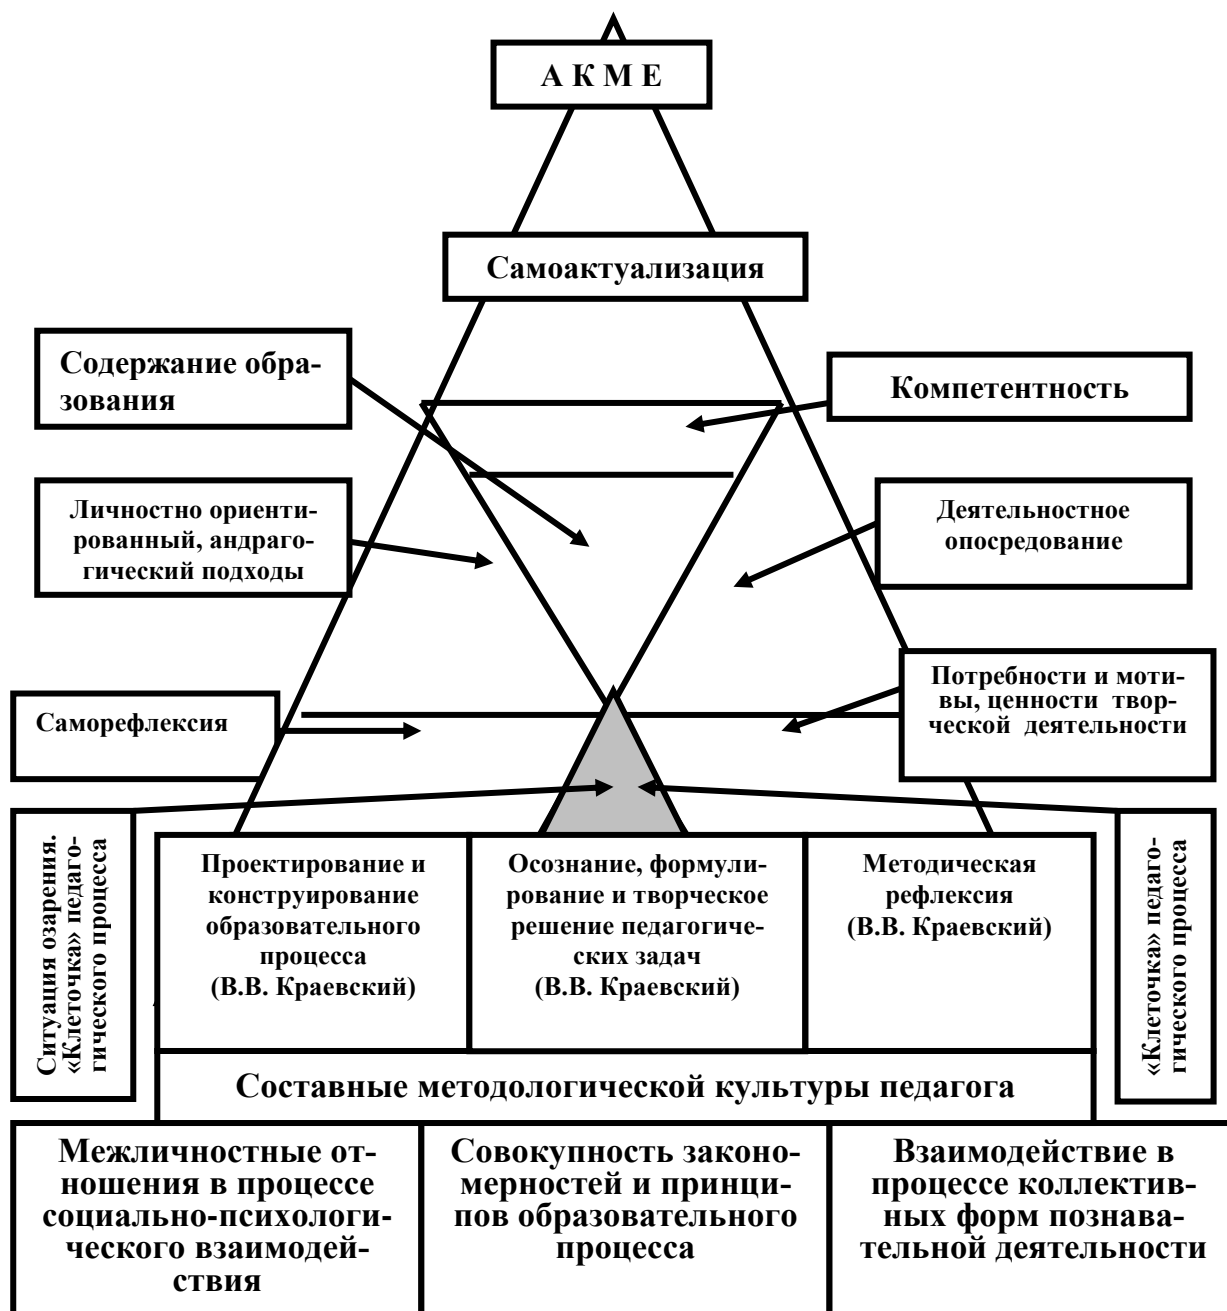 А К М Е
Самоактуализация
Содержание обра-
зования
Компетентность
Личностно ориенти-
рованный, андраго-
гический подходы
Деятельностное
опосредование
Саморефлексия
Потребности и моти-
вы, ценности твор-
ческой деятельности
Ситуация озарения.
«Клеточка» педаго-
гического процесса
Проектирование и
конструирование
образовательного
процесса
(В.В. Краевский)
Осознание, формули-
рование и творческое
решение педагогиче-
ских задач
(В.В. Краевский)
Методическая
рефлексия
(В.В. Краевский)
«Клеточка» педаго-
гического процесса
Составные методологической культуры педагога
Межличностные от-
ношения в процессе
социально-психологи-
ческого взаимодей-
ствия
Совокупность законо-
мерностей и принци-
пов образовательного
процесса
Взаимодействие в
процессе коллектив-
ных форм познава-
тельной деятельности